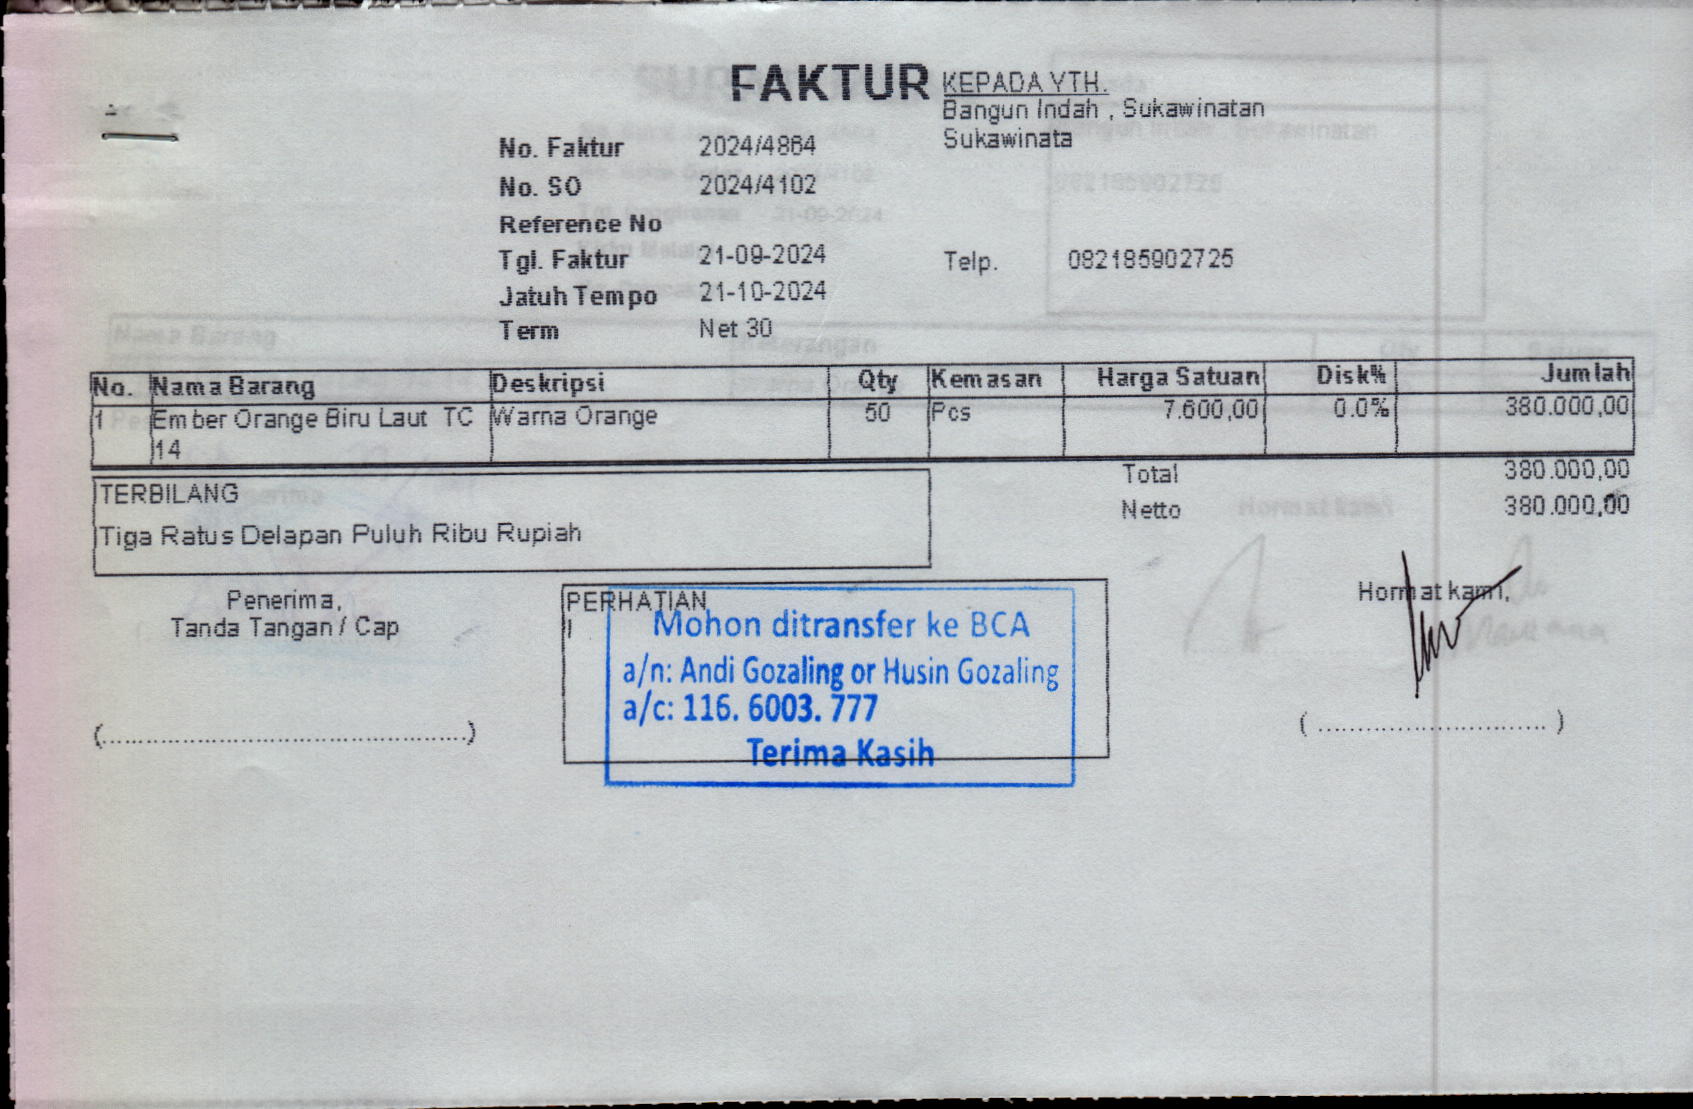 FAKTUR
KEPADA YTH.
Bangun Indah , Sukawinatan
Sukawinata
No. Faktur 2024/4864
No. SO 2024/4102
Reference No
Tgl. Faktur 21-09-2024
Telp. 082185902725
Jatuh Tempo 21-10-2024
Term Net 30
No. Nama Barang Deskripsi Qty Kemasan Harga Satuan Disk% Jumlah
1 Ember Orange Biru Laut TC Warna Orange 50 Pcs 7.600,00 0.0% 380.000,00
14
Total 380.000,00
TERBILANG
Netto 380.000,00
Tiga Ratus Delapan Puluh Ribu Rupiah
Penerima,
Tanda Tangan / Cap
PERHATIAN
Mohon ditransfer ke BCA
a/n: Andi Gozaling or Husin Gozaling
a/c: 116. 6003. 777
Terima Kasih
Hormat kami,
(............................................)
( ............................ )